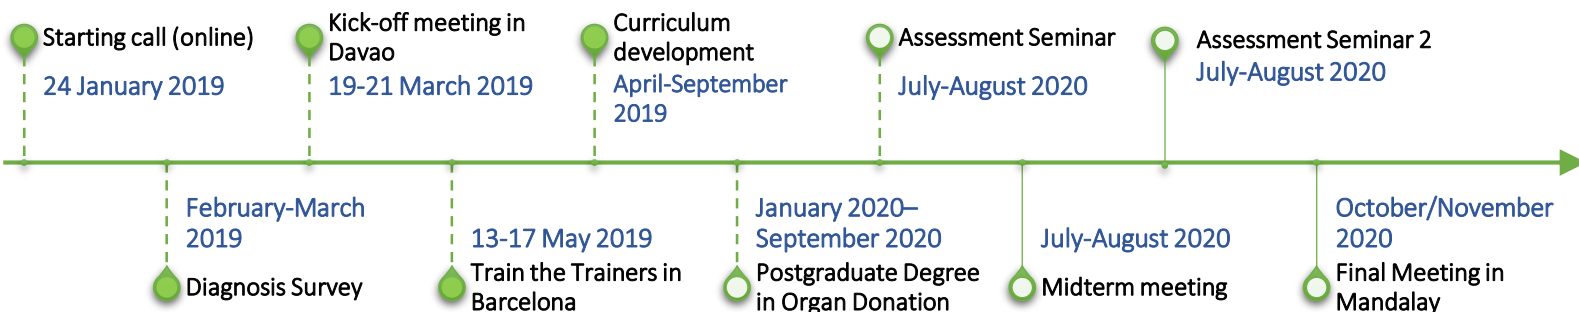 Starting call (online)
24 January 2019
Kick-off meeting in
Davao
19-21 March 2019
Curriculum
development
April-September
2019
Assessment Seminar
July-August 2020
Assessment Seminar 2
July-August 2020
February-March
2019
Diagnosis Survey
13-17 May 2019
Train the Trainers in
Barcelona
January 2020–
September 2020
Postgraduate Degree
in Organ Donation
July-August 2020
Midterm meeting
October/November
2020
Final Meeting in
Mandalay